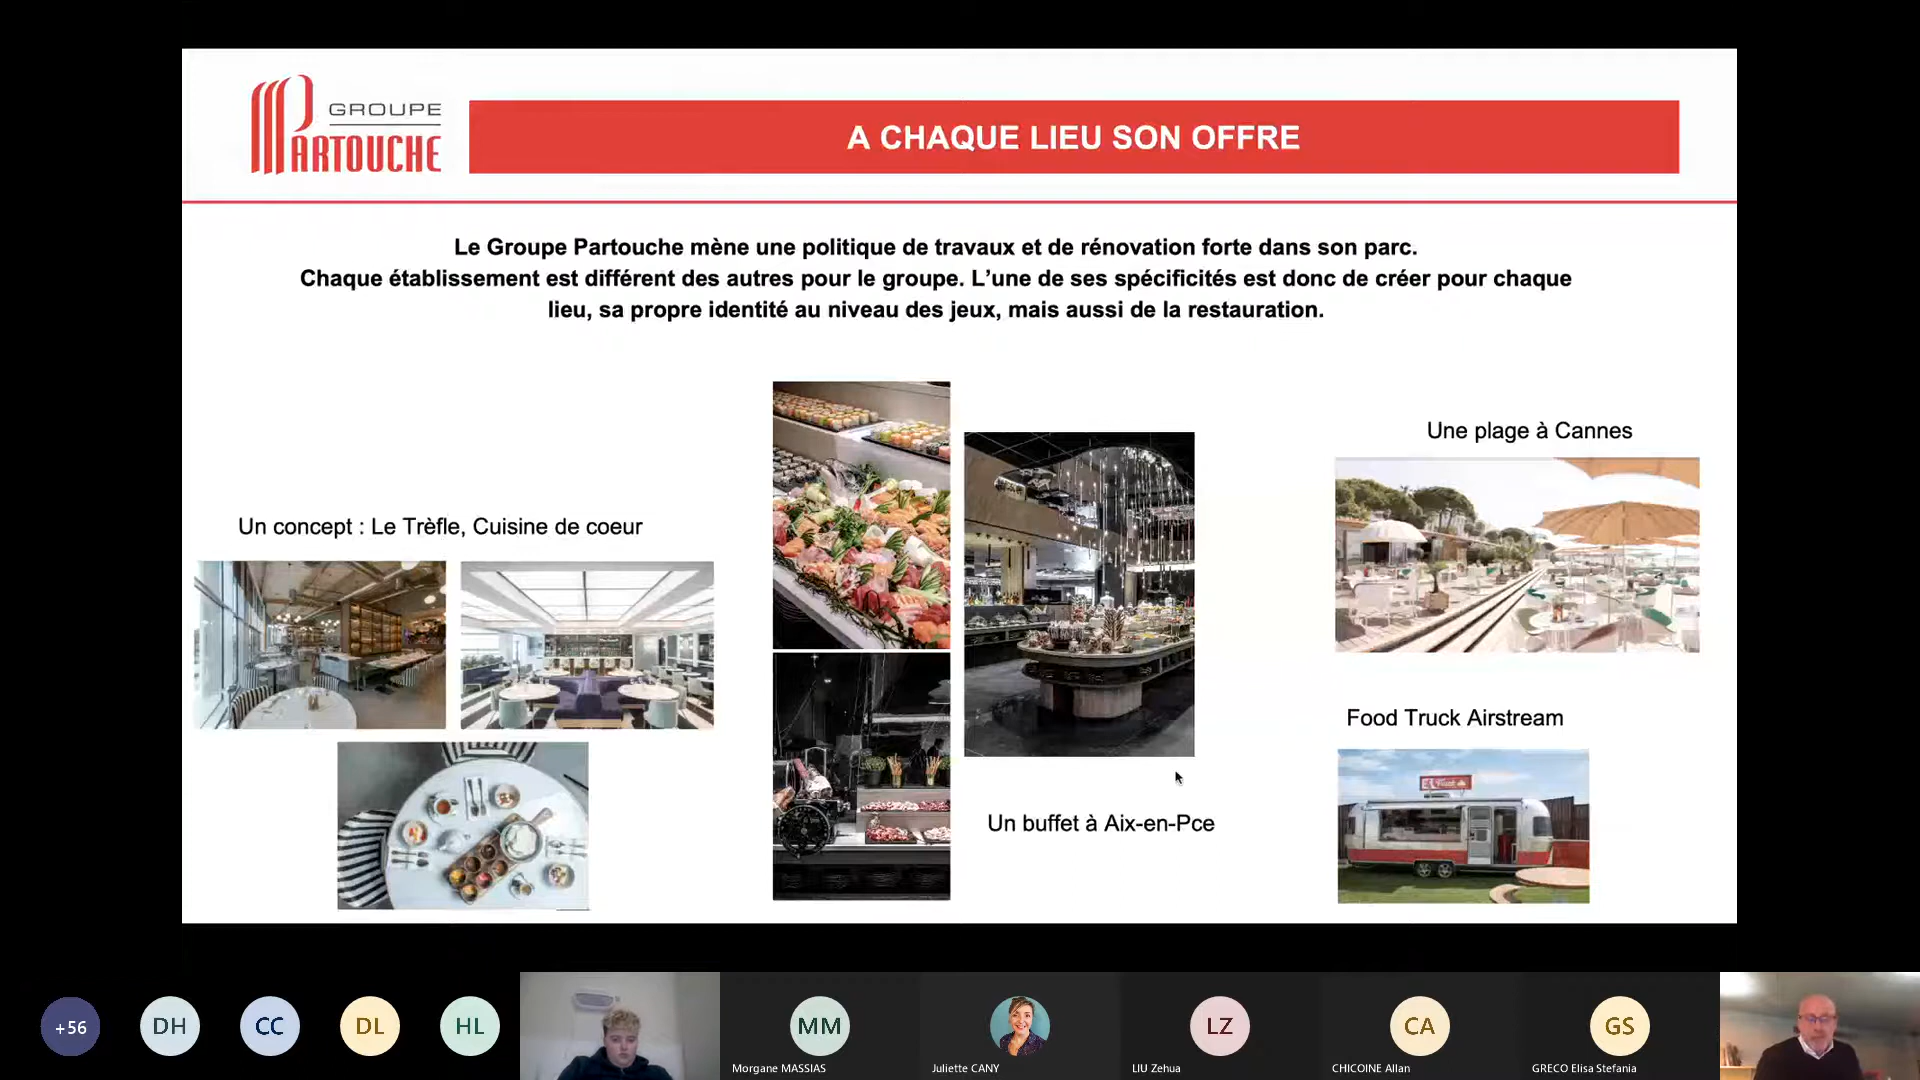 GROUPE
PARTOUCHE
A CHAQUE LIEU SON OFFRE
Le Groupe Partouche mène une politique de travaux et de rénovation forte dans son parc.
Chaque établissement est différent des autres pour le groupe. L’une de ses spécificités est donc de créer pour chaque
lieu, sa propre identité au niveau des jeux, mais aussi de la restauration.
Un concept : Le Trèfle, Cuisine de coeur
Un buffet à Aix-en-Pce
Une plage à Cannes
Food Truck Airstream
+56
DH
CC
DL
HL
MM
Morgane MASSIAS
Juliette CANY
LZ
LIU Zehua
CA
CHICOINE Allan
GS
GRECO Elisa Stefania